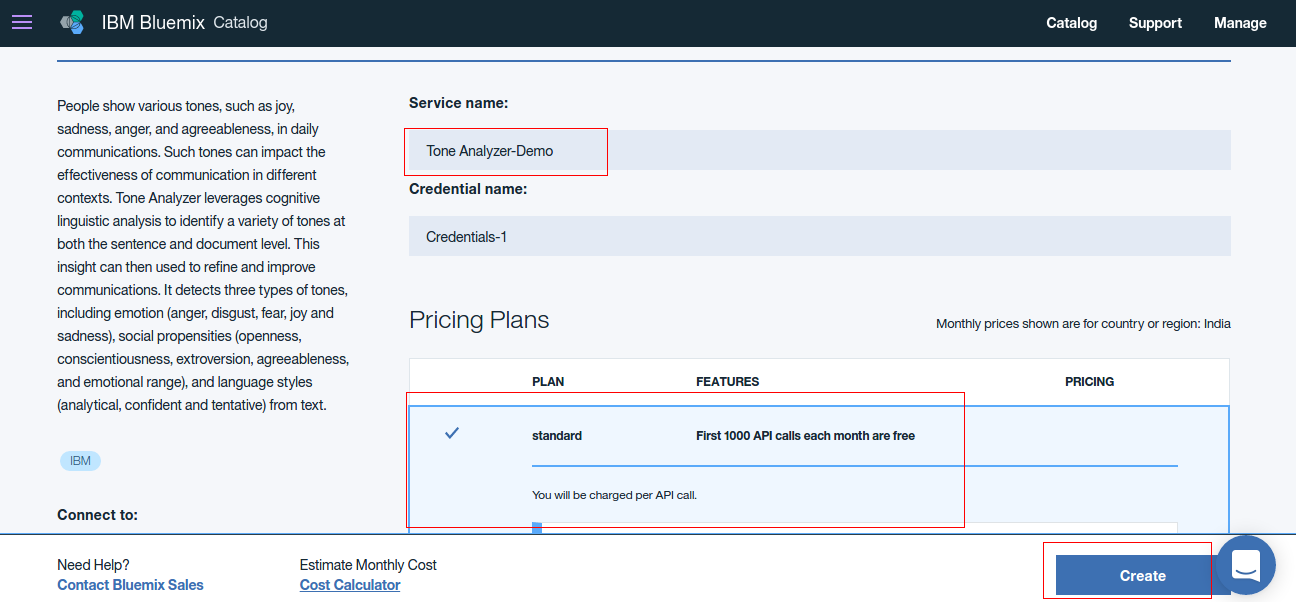 IBM Bluemix Catalog
Catalog Support Manage
People show various tones, such as joy,
sadness, anger, and agreeableness, in daily
communications. Such tones can impact the
effectiveness of communication in different
contexts. Tone Analyzer leverages cognitive
linguistic analysis to identify a variety of tones at
both the sentence and document level. This
insight can then used to refine and improve
communications. It detects three types of tones,
including emotion (anger, disgust, fear, joy and
sadness), social propensities (openness,
conscientiousness, extroversion, agreeableness,
and emotional range), and language styles
(analytical, confident and tentative) from text.
IBM
Connect to:
Service name:
Tone Analyzer-Demo
Credential name:
Credentials-1
Pricing Plans
Monthly prices shown are for country or region: India
PLAN FEATURES PRICING
standard First 1000 API calls each month are free
You will be charged per API call.
Need Help?
Contact Bluemix Sales
Estimate Monthly Cost
Cost Calculator
Create